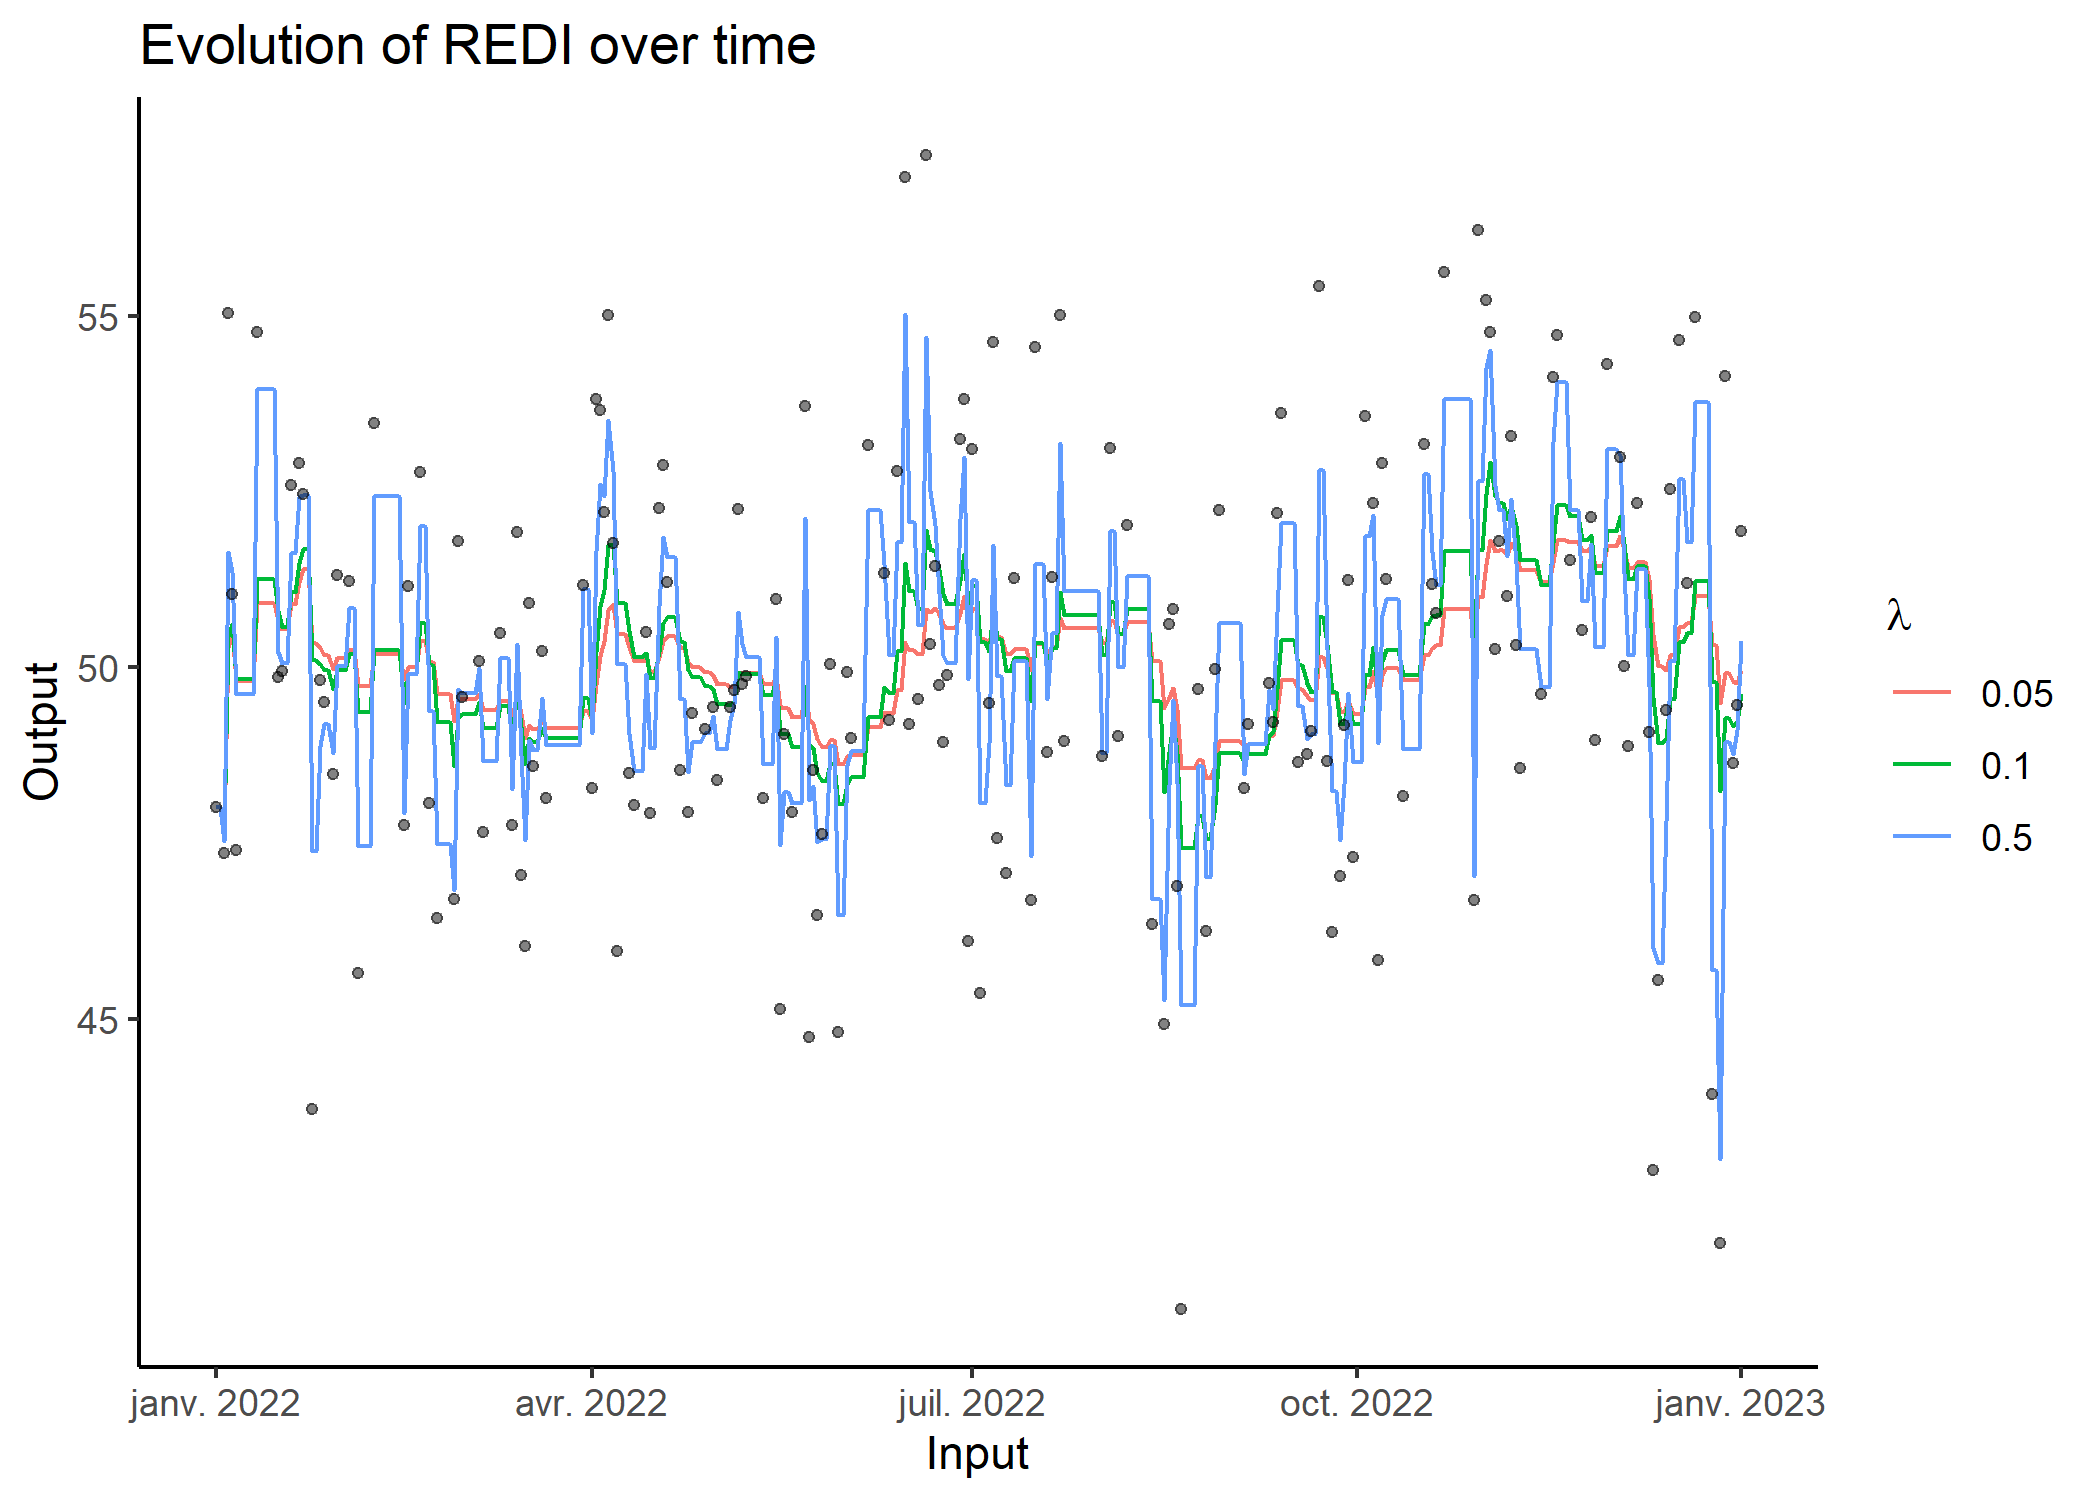 Evolution of REDI over time
Output
55
50
45
janv. 2022
avr. 2022
juil. 2022
oct. 2022
janv. 2023
Input
λ
0.05
0.1
0.5